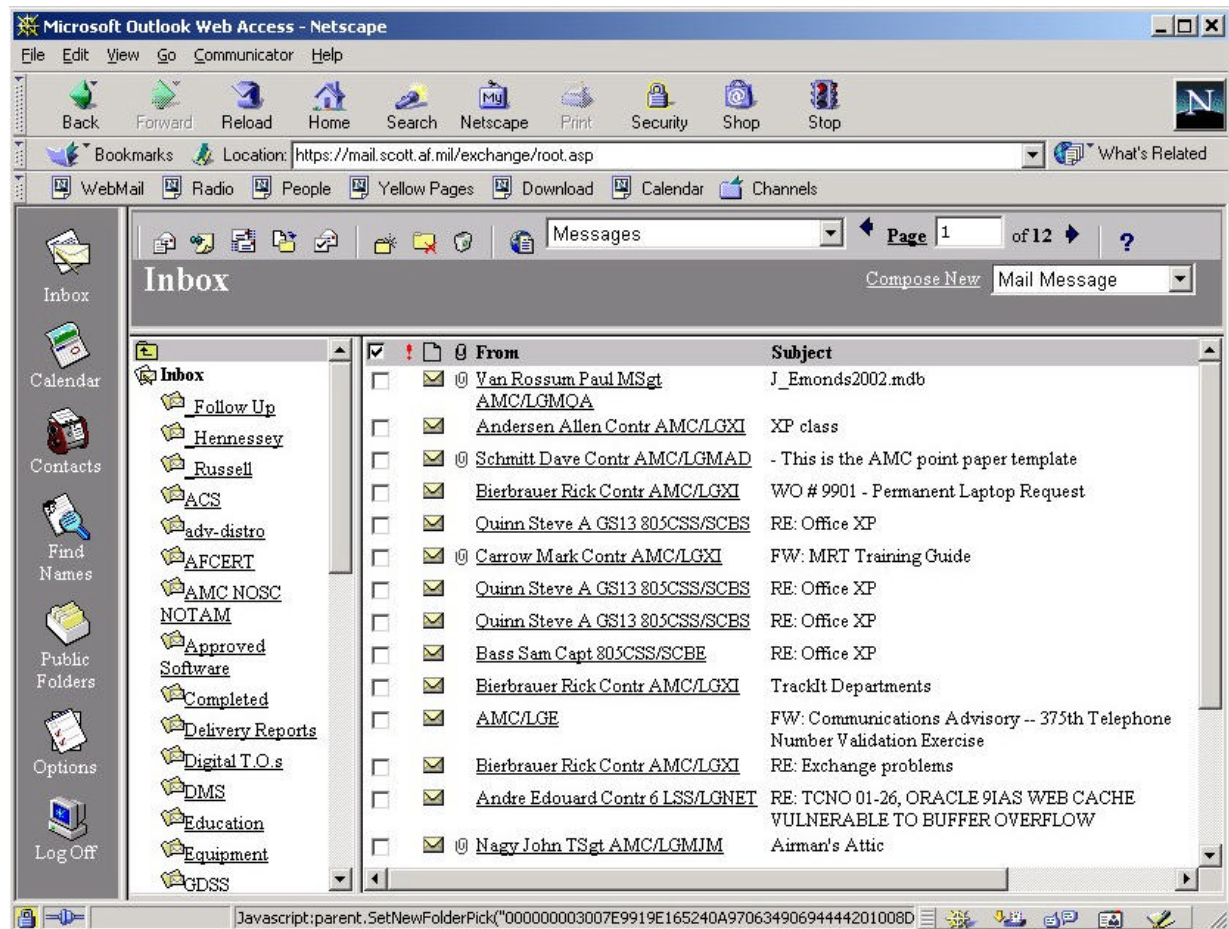 Microsoft Outlook Web Access - Netscape
File Edit View Go Communicator Help
Back Forward Reload Home Search Netscape Print Security Shop Stop
My
N
Bookmarks Location: https://mail.scott.af.mil/exchange/root.asp What's Related
WebMail Radio People Yellow Pages Download Calendar Channels
Messages Page 1 of 12 ?
Inbox
Compose New Mail Message
Inbox
Calendar
Contacts
Find
Names
Public
Folders
Options
Log Off
Inbox
_Follow Up
_Hennessey
_Russell
ACS
adv-distro
AFCERT
AMC NOSC
NOTAM
Approved
Software
Completed
Delivery Reports
Digital T.O.s
DMS
Education
Equipment
GDSS
! From Subject
Van Rossum Paul MSgt J_Emonds2002.mdb
AMC/LGMQA
Andersen Allen Contr AMC/LGXI XP class
Schmitt Dave Contr AMC/LGMAD - This is the AMC point paper template
Bierbrauer Rick Contr AMC/LGXI WO # 9901 - Permanent Laptop Request
Quinn Steve A GS13 805CSS/SCBS RE: Office XP
Carrow Mark Contr AMC/LGXI FW: MRT Training Guide
Quinn Steve A GS13 805CSS/SCBS RE: Office XP
Quinn Steve A GS13 805CSS/SCBS RE: Office XP
Bass Sam Capt 805CSS/SCBE RE: Office XP
Bierbrauer Rick Contr AMC/LGXI TrackIt Departments
AMC/LGE FW: Communications Advisory -- 375th Telephone
Number Validation Exercise
Bierbrauer Rick Contr AMC/LGXI RE: Exchange problems
Andre Edouard Contr 6 LSS/LGNET RE: TCNO 01-26, ORACLE 9IAS WEB CACHE
VULNERABLE TO BUFFER OVERFLOW
Nagy John TSgt AMC/LGMJM Airman's Attic
Javascript:parent.SetNewFolderPick("000000003007E9919E165240A97063490694444201008D